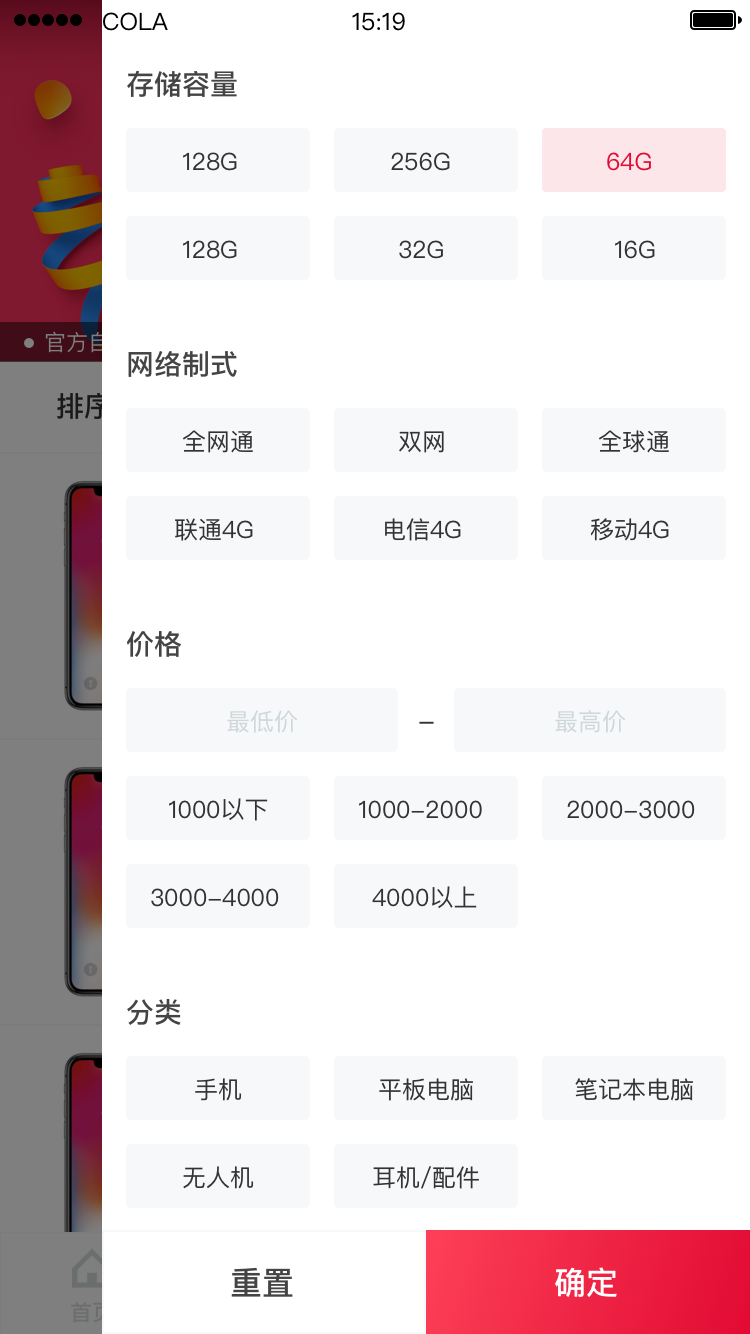 COLA 15:19
存储容量
128G 256G 64G
128G 32G 16G
官方自
网络制式
排序
全网通 双网 全球通
联通4G 电信4G 移动4G
价格
最低价 – 最高价
1000以下 1000–2000 2000–3000
3000–4000 4000以上
分类
手机 平板电脑 笔记本电脑
无人机 耳机/配件
重置 确定
首页